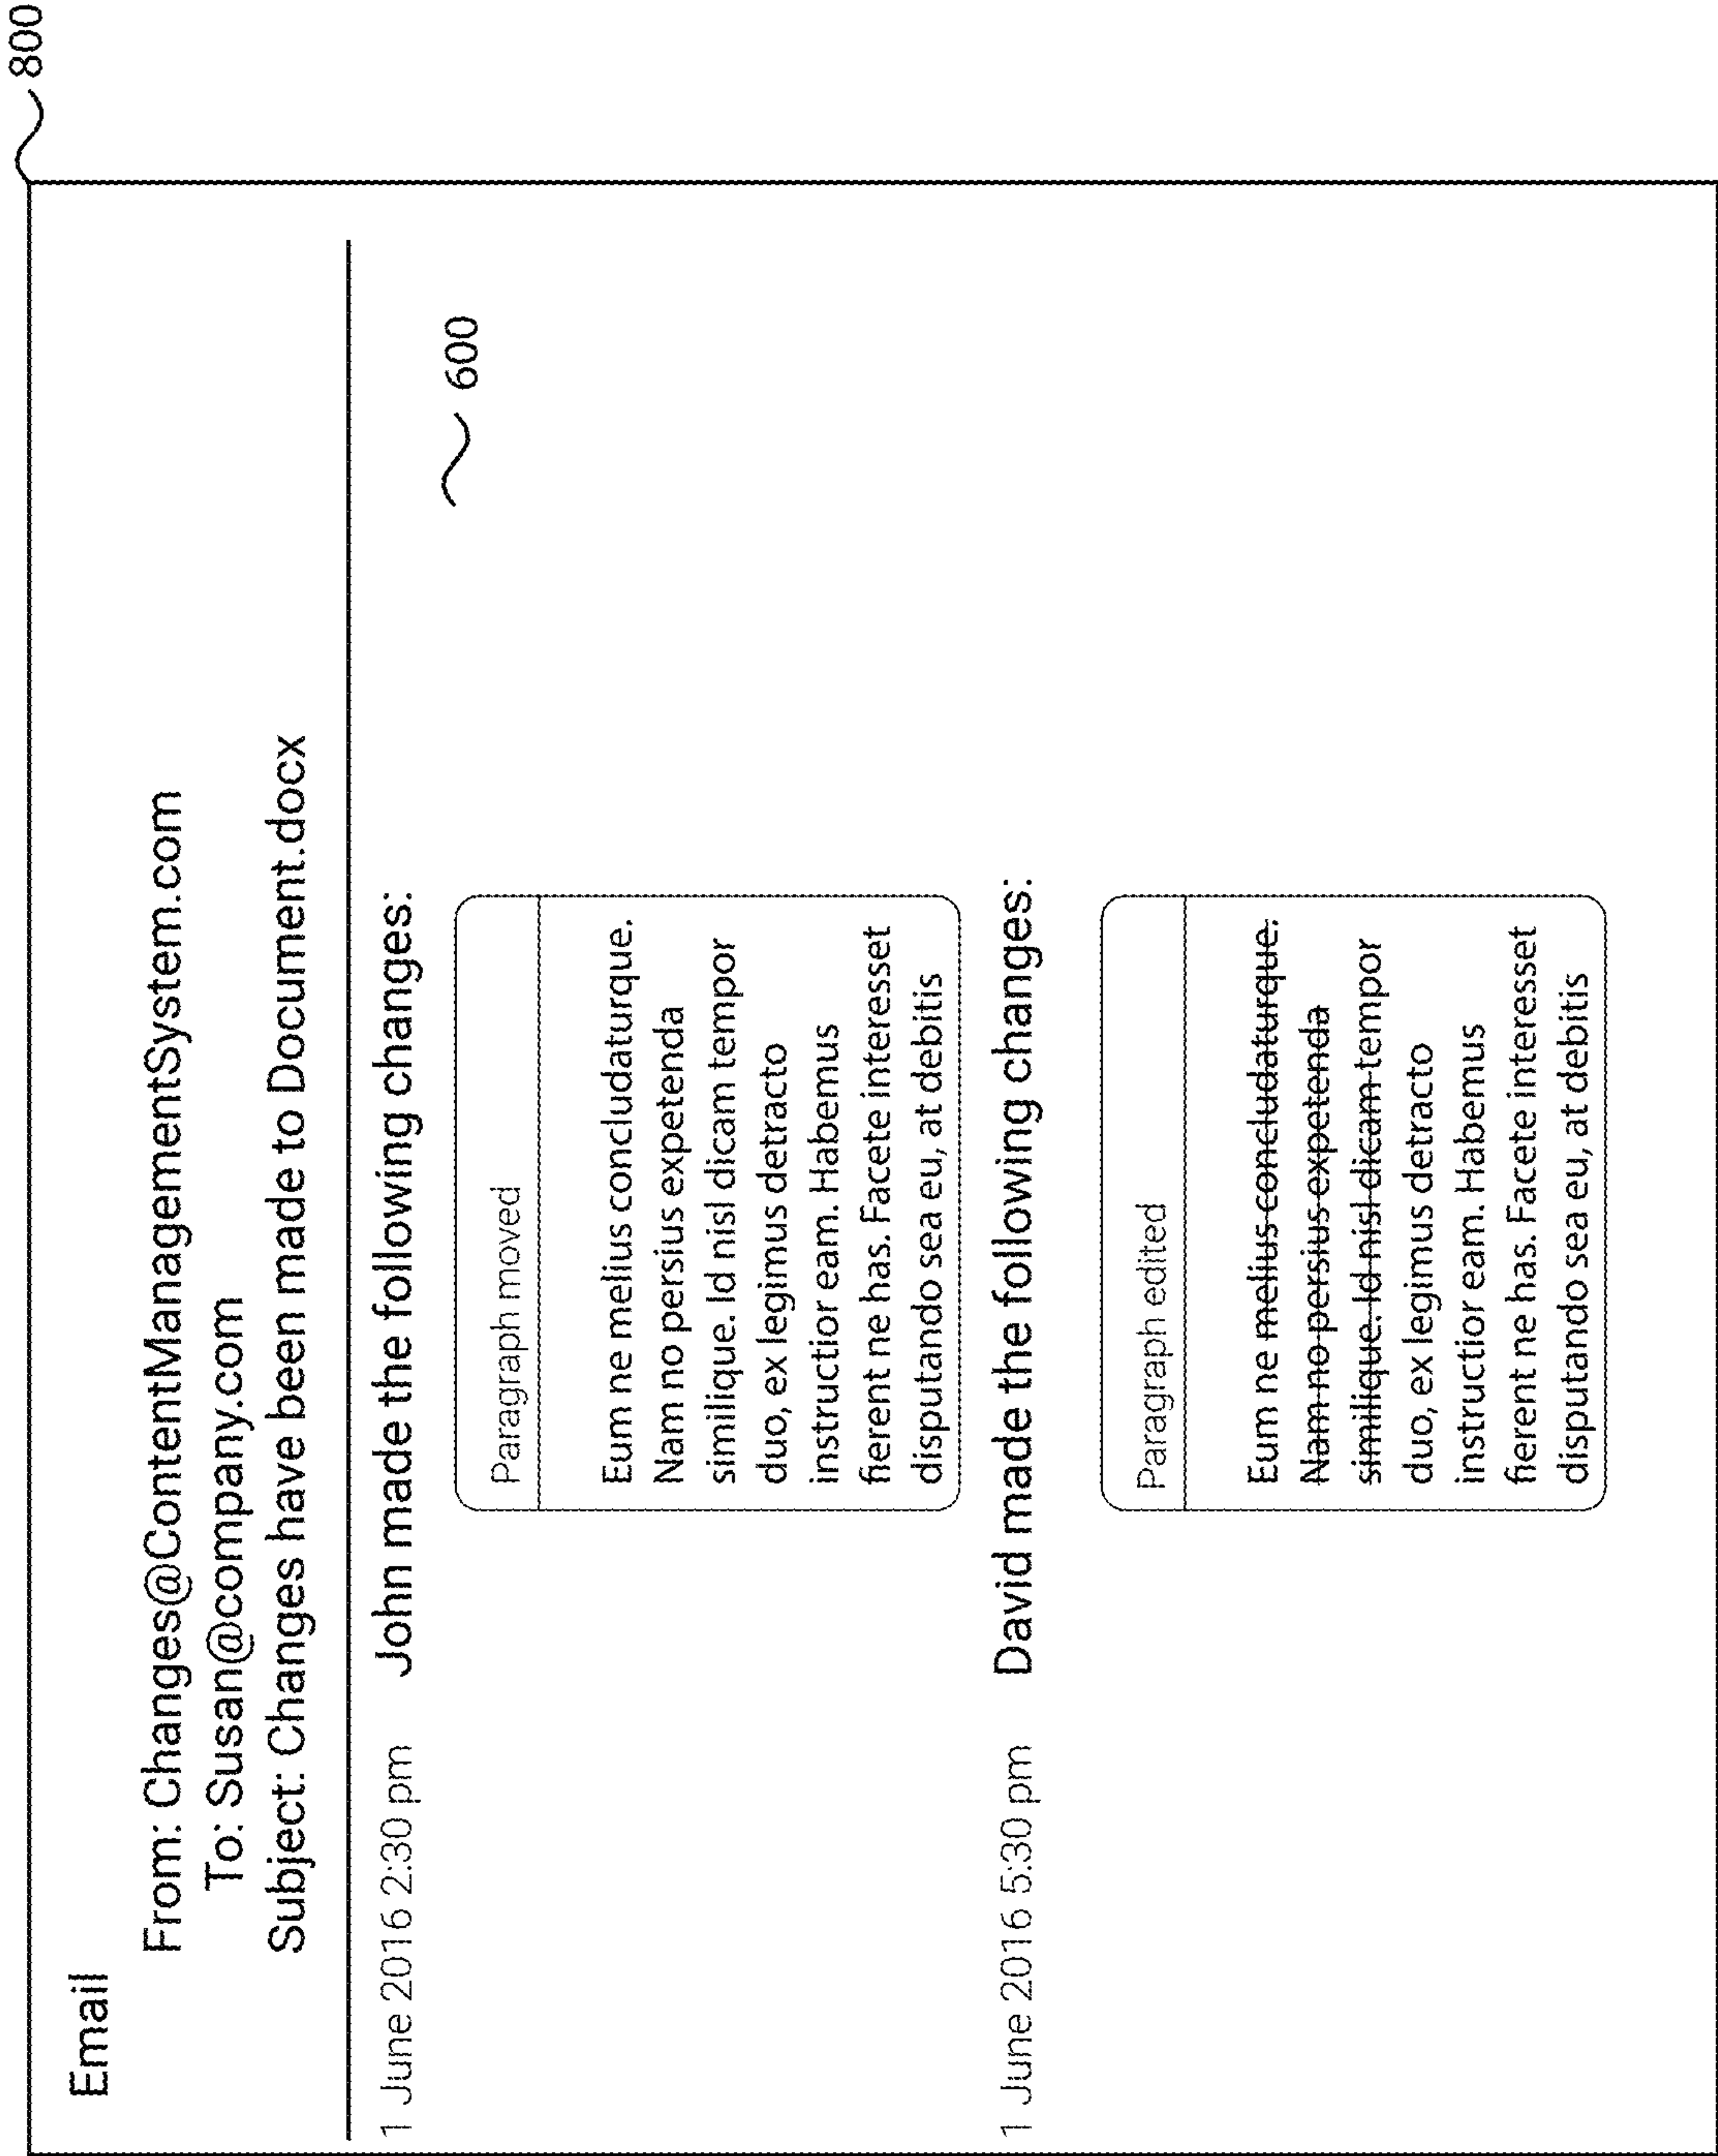 800
Email
From: Changes@ContentManagementSystem.com
To: Susan@company.com
Subject: Changes have been made to Document.docx
1 June 2016 2:30 pm John made the following changes:
600
Paragraph moved
Eum ne melius concludaturque.
Nam no persius expetenda
similique. Id nisl dicam tempor
duo, ex legimus detracto
instructior eam. Habemus
fierent ne has. Facete interesset
disputando sea eu, at debitis
1 June 2016 5:30 pm David made the following changes:
Paragraph edited
Eum ne melius concludaturque.
Nam no persius expetenda
similique. Id nisl dicam tempor
duo, ex legimus detracto
instructior eam. Habemus
fierent ne has. Facete interesset
disputando sea eu, at debitis